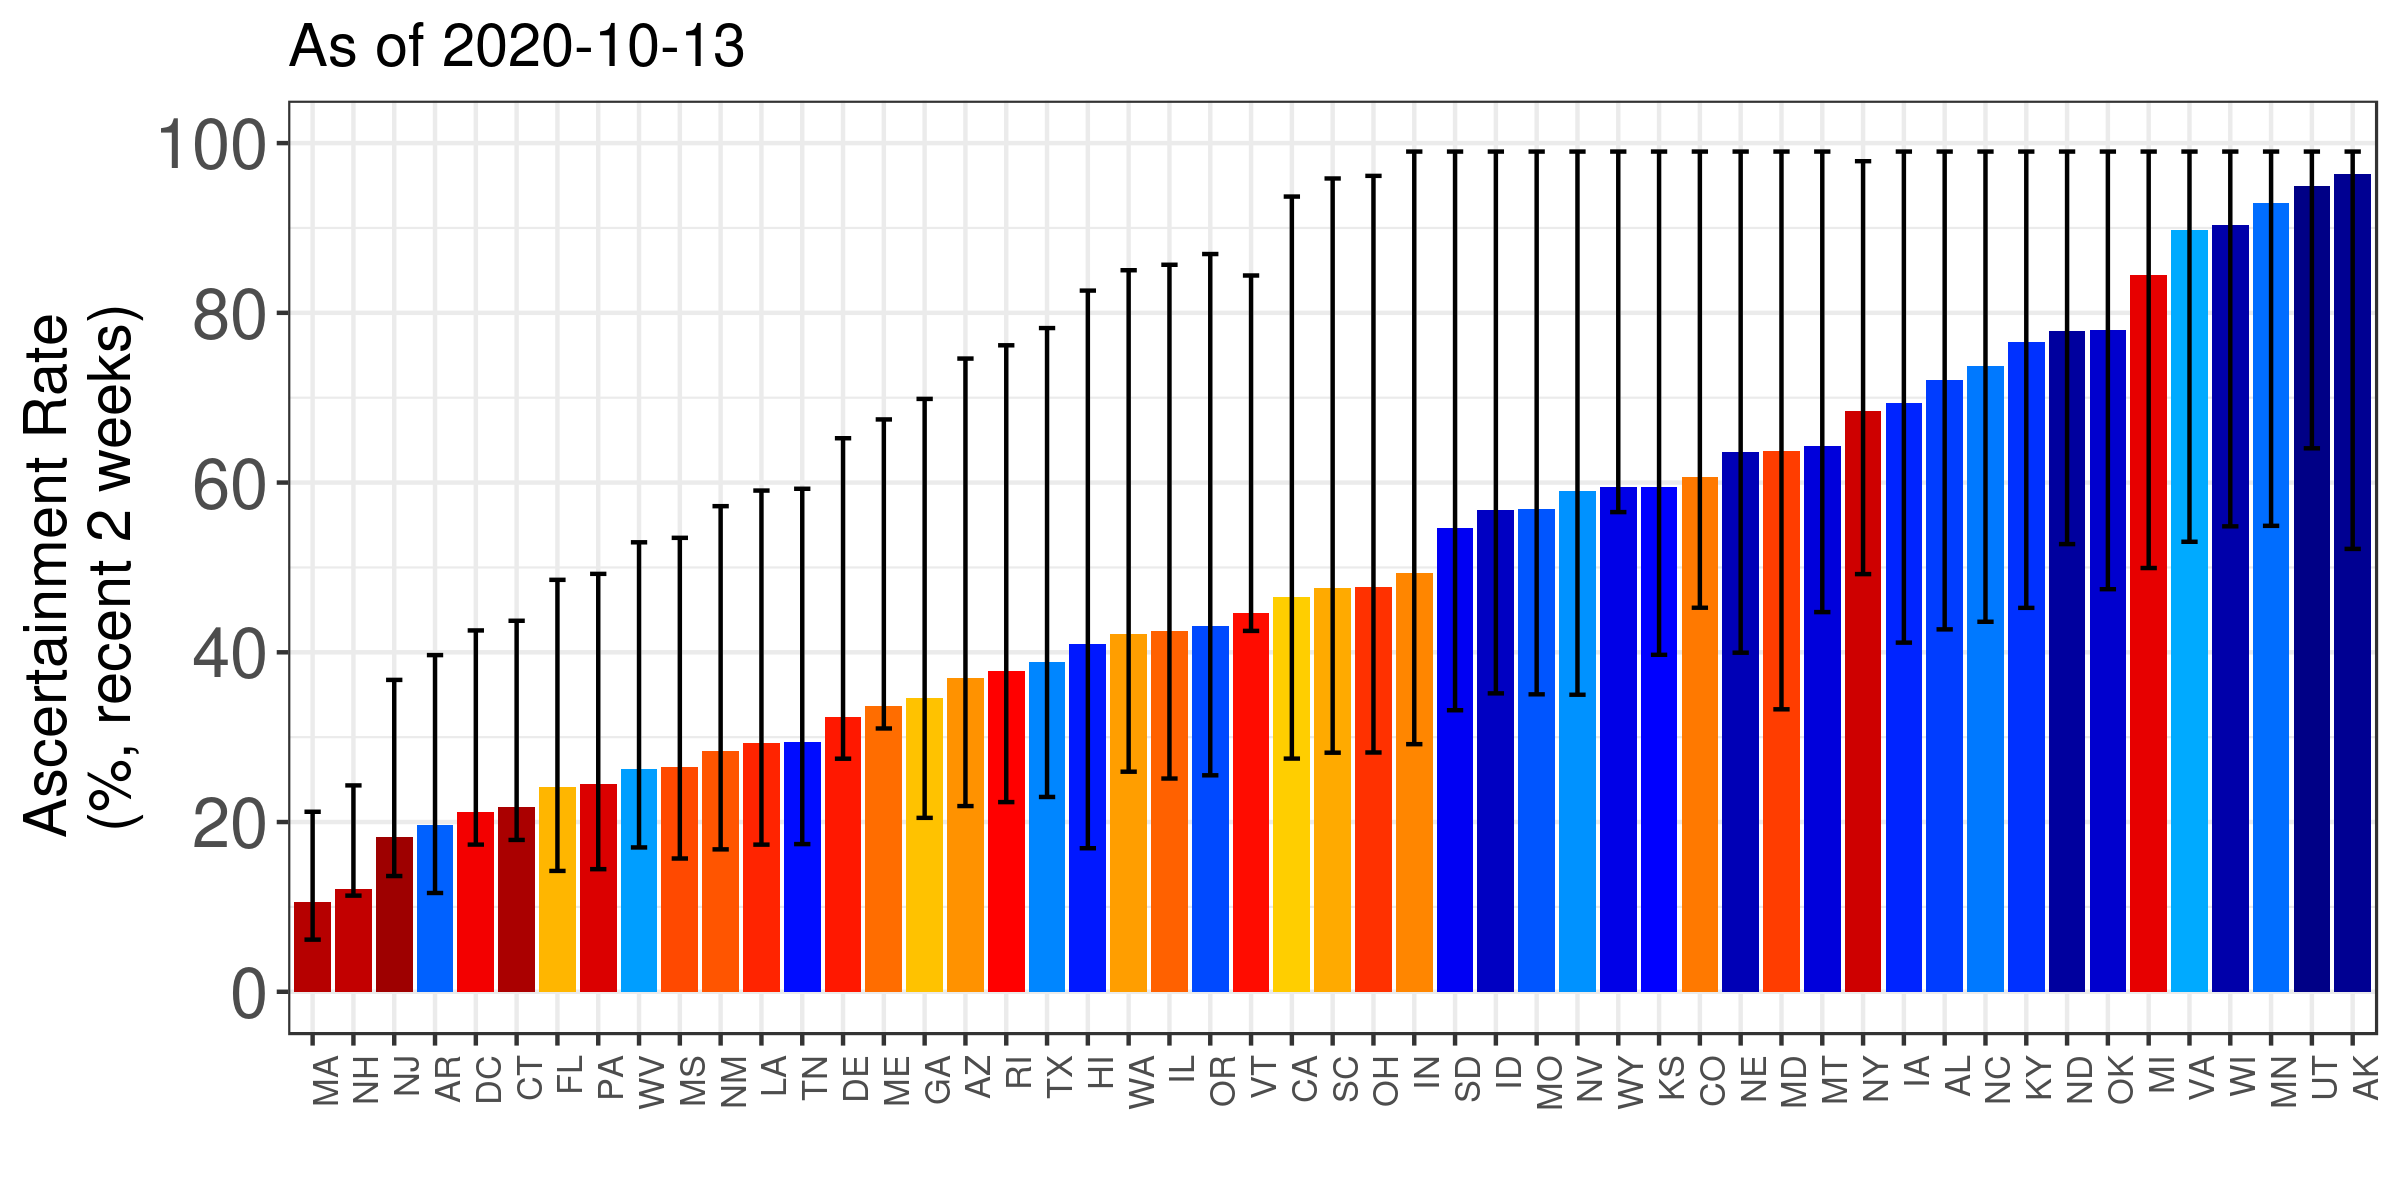 As of 2020-10-13
Ascertainment Rate
(%, recent 2 weeks)
100
80
60
40
20
0
MA NH NJ AR DC CT FL PA WV MS NM LA TN DE ME GA AZ RI TX HI WA IL OR VT CA SC OH IN SD ID MO NV WY KS CO NE MD MT NY IA AL NC KY ND OK MI VA WI MN UT AK